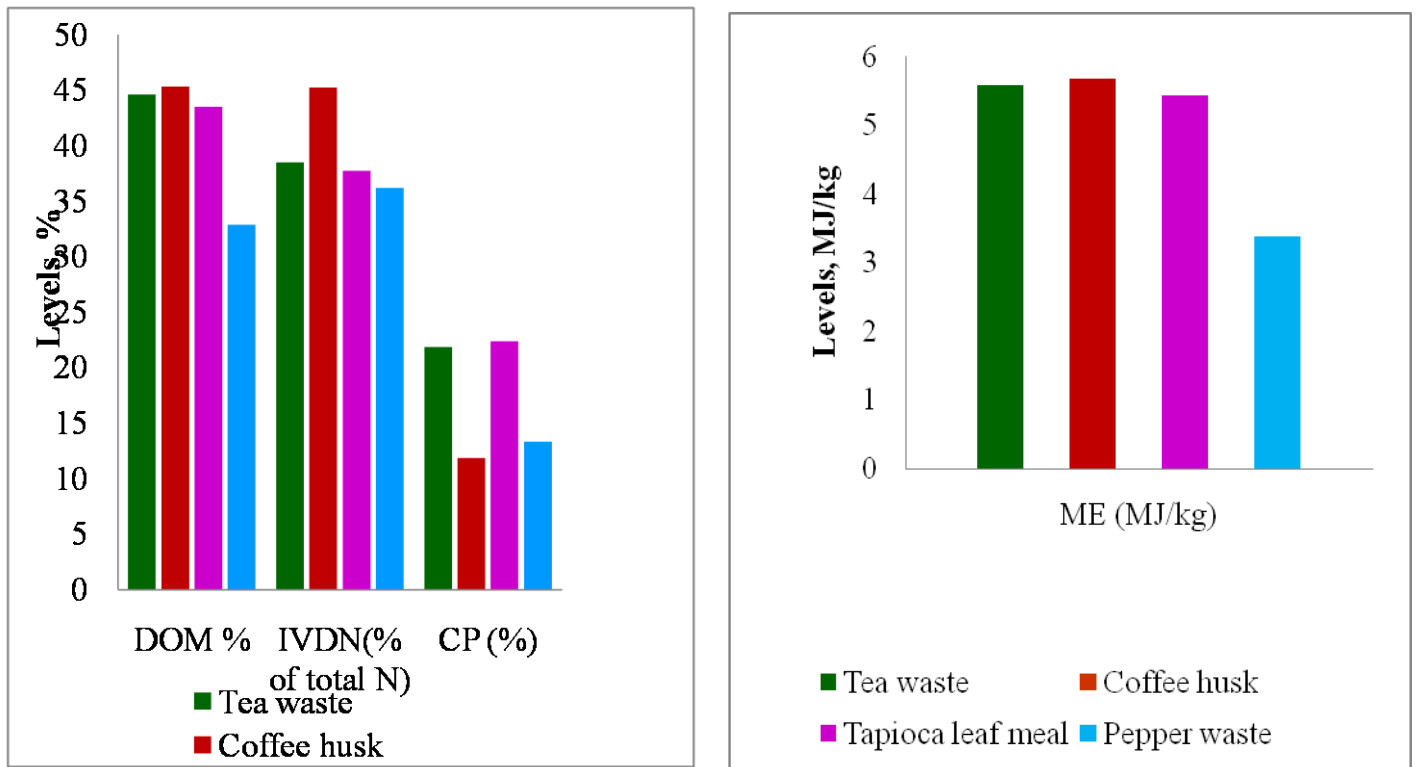 50
45
40
35
30
25
20
15
10
5
0
Levels, %
DOM %
IVDN(%
of total N)
CP (%)
Tea waste
Coffee husk
6
5
4
3
2
1
0
Levels, MJ/kg
ME (MJ/kg)
Tea waste
Coffee husk
Tapioca leaf meal
Pepper waste